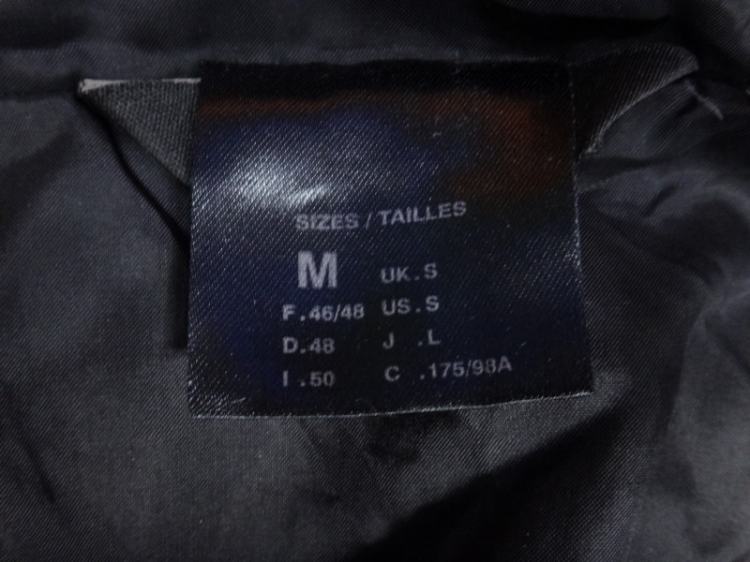 SIZES / TAILLES
M UK.S
F.46/48 US.S
D.48 J .L
I .50 C .175/98A